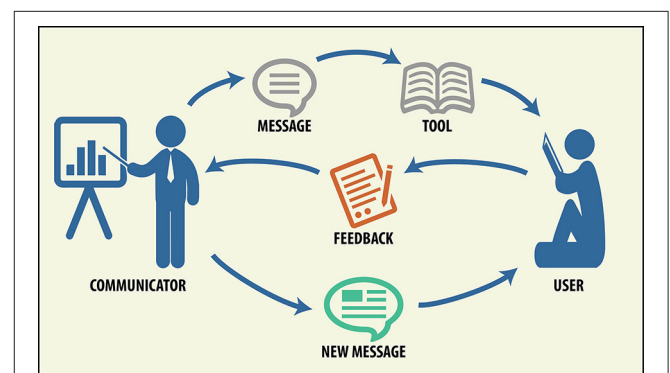 MESSAGE
TOOL
FEEDBACK
COMMUNICATOR
USER
NEW MESSAGE